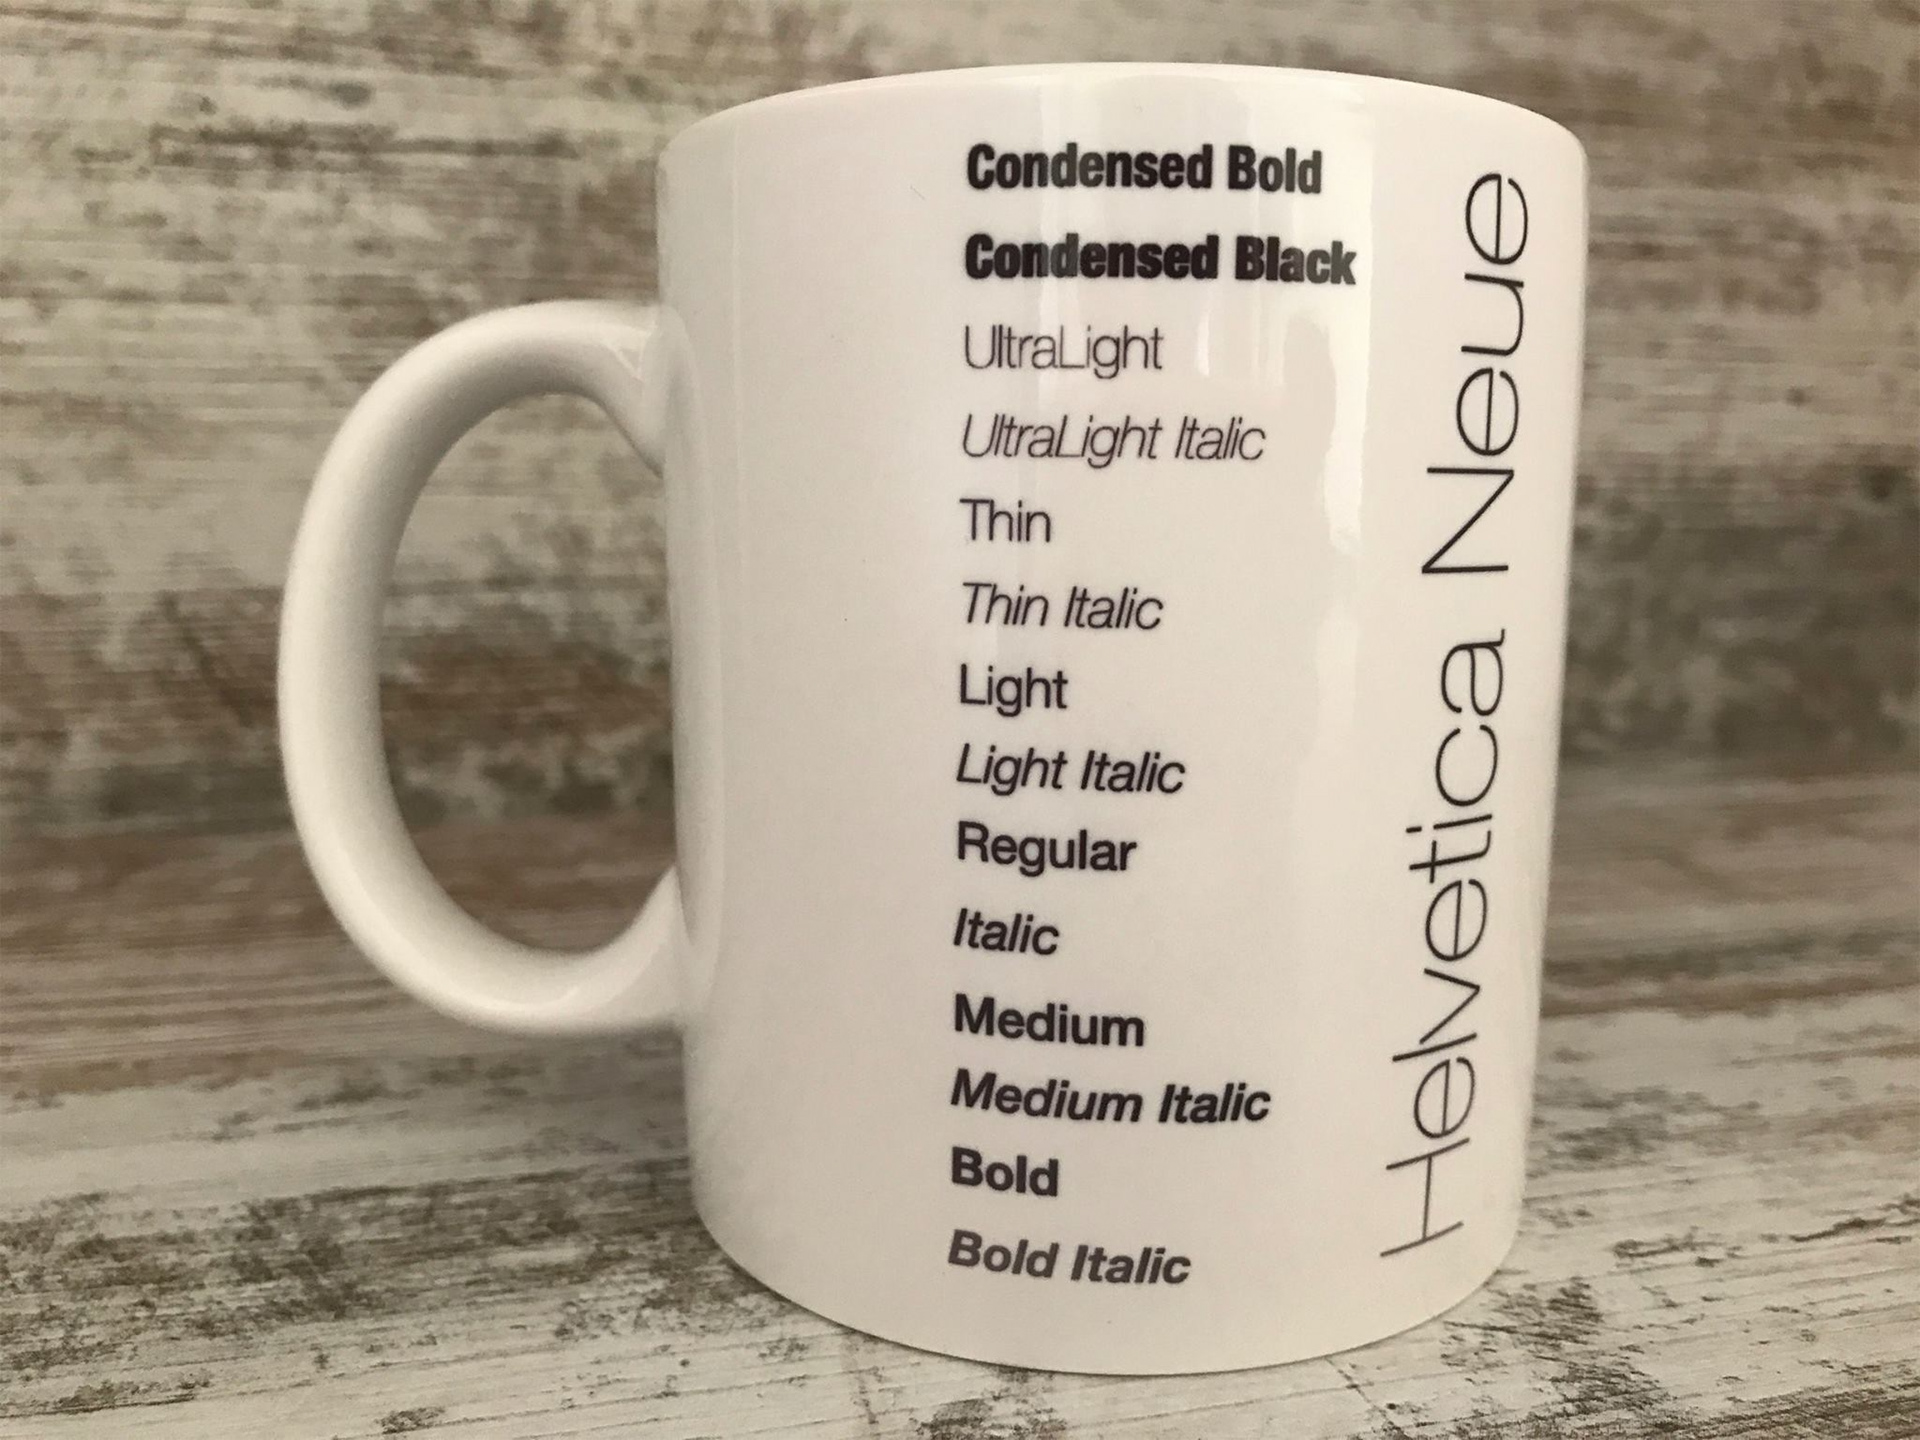 Condensed Bold
Condensed Black
UltraLight
UltraLight Italic
Thin
Thin Italic
Light
Light Italic
Regular
Italic
Medium
Medium Italic
Bold
Bold Italic
Helvetica Neue